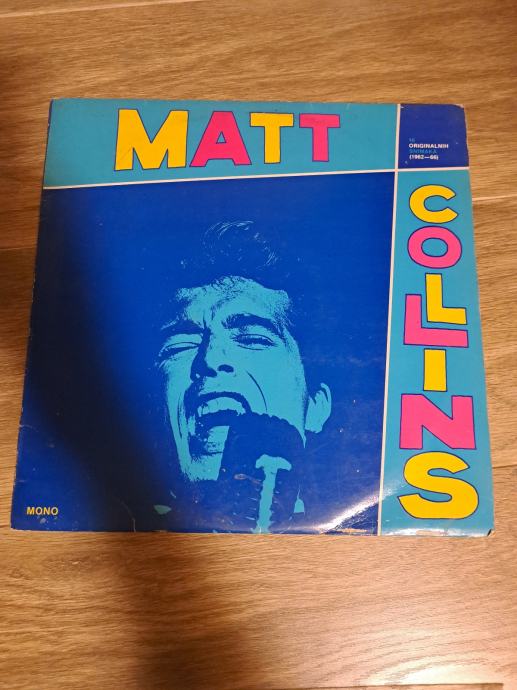 MATT
COLLINS
16
ORIGINALNIH
SNIMAKA
(1962—66)
MONO